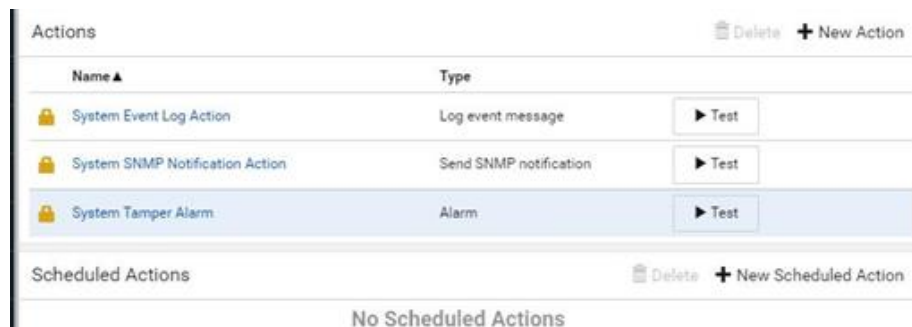 Actions Delete + New Action
Name▲ Type
System Event Log Action Log event message ▶ Test
System SNMP Notification Action Send SNMP notification ▶ Test
System Tamper Alarm Alarm ▶ Test
Scheduled Actions Delete + New Scheduled Action
No Scheduled Actions